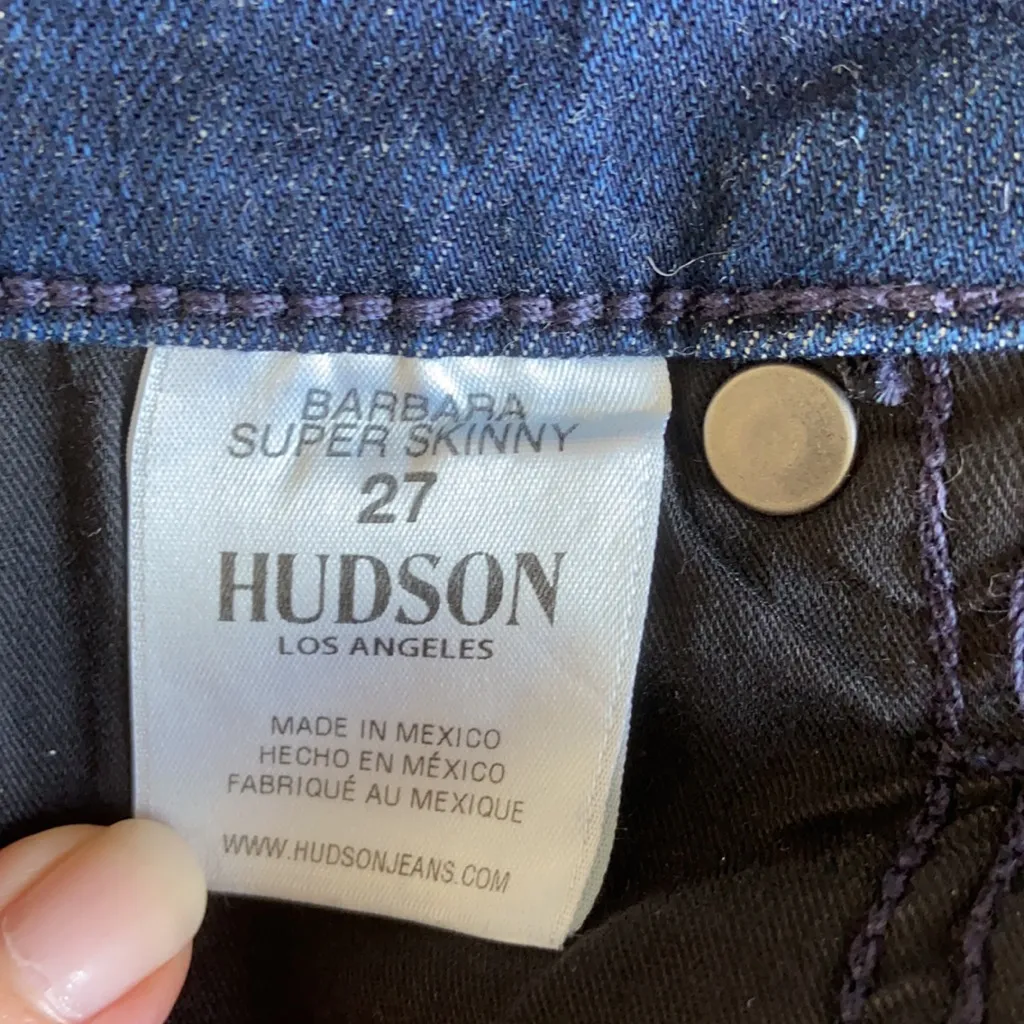 BARBARA
SUPER SKINNY
27
HUDSON
LOS ANGELES
MADE IN MEXICO
HECHO EN MÉXICO
FABRIQUÉ AU MEXIQUE
WWW.HUDSONJEANS.COM